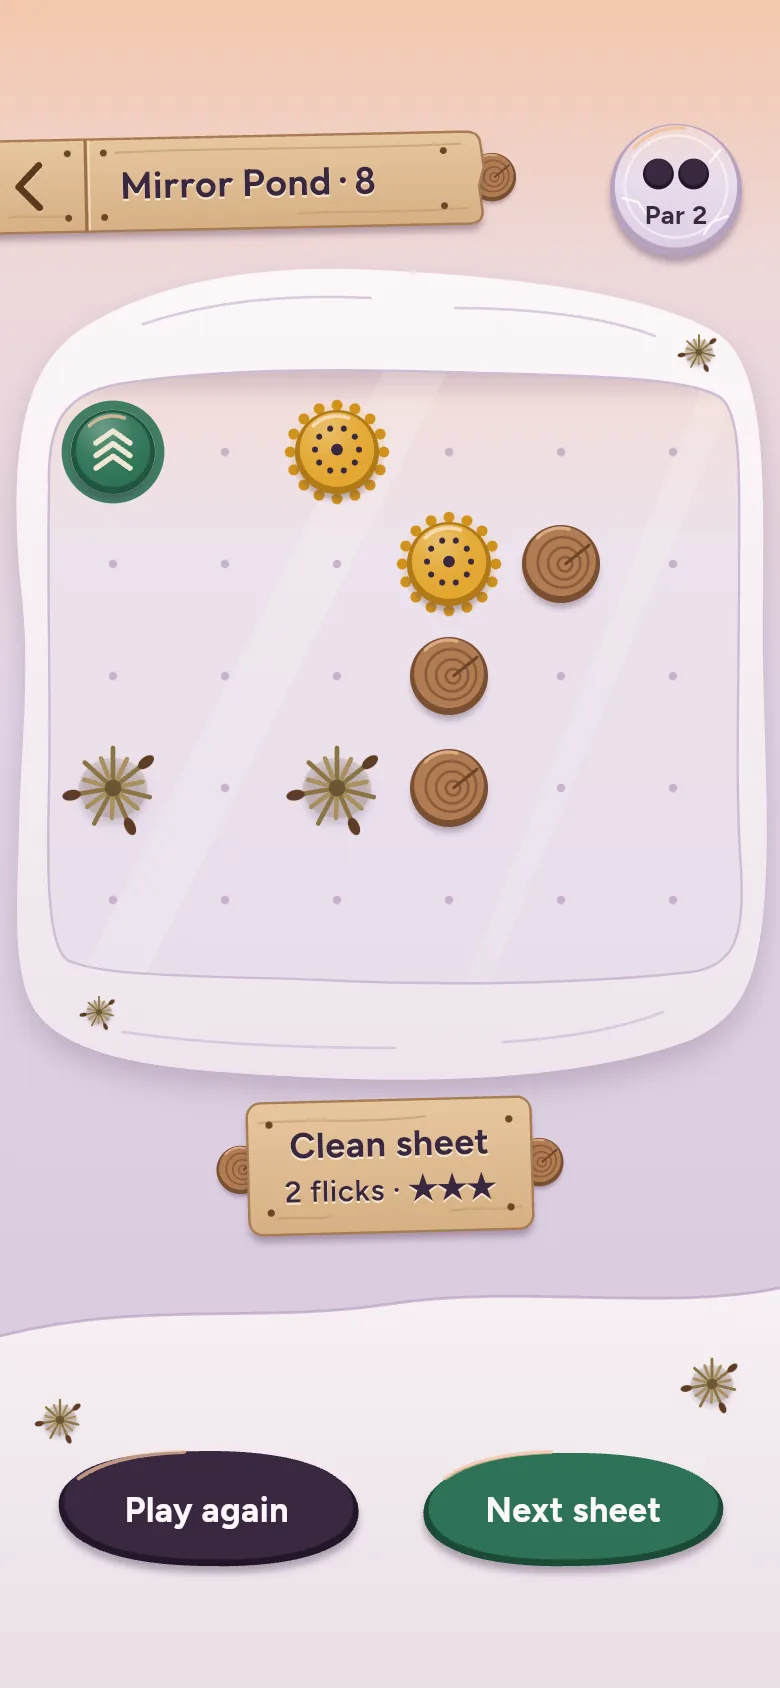 Mirror Pond · 8
Par 2
Clean sheet
2 flicks · ★★★
Play again
Next sheet